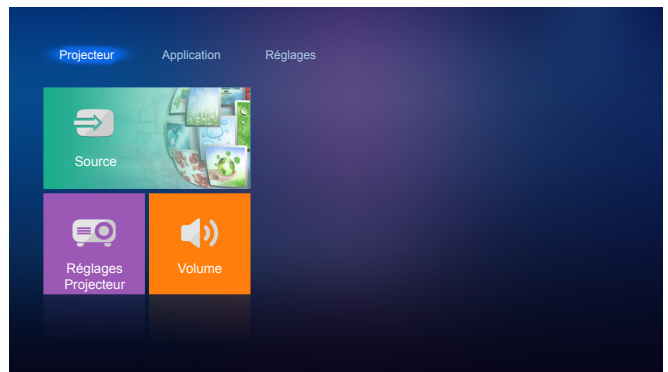 Projecteur Application Réglages
Source
Réglages
Projecteur
Volume